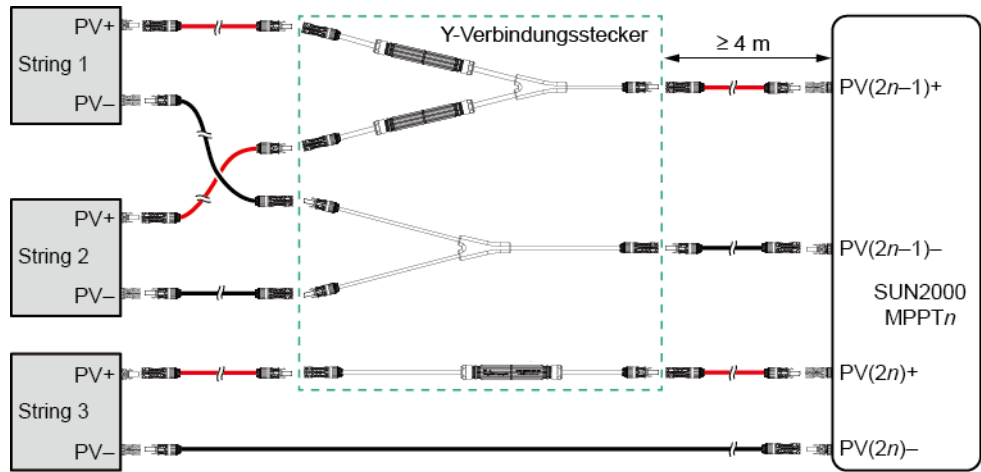 PV+
String 1
PV–
PV+
String 2
PV–
PV+
String 3
PV–
Y-Verbindungsstecker
≥ 4 m
PV(2n–1)+
PV(2n–1)–
SUN2000
MPPTn
PV(2n)+
PV(2n)–